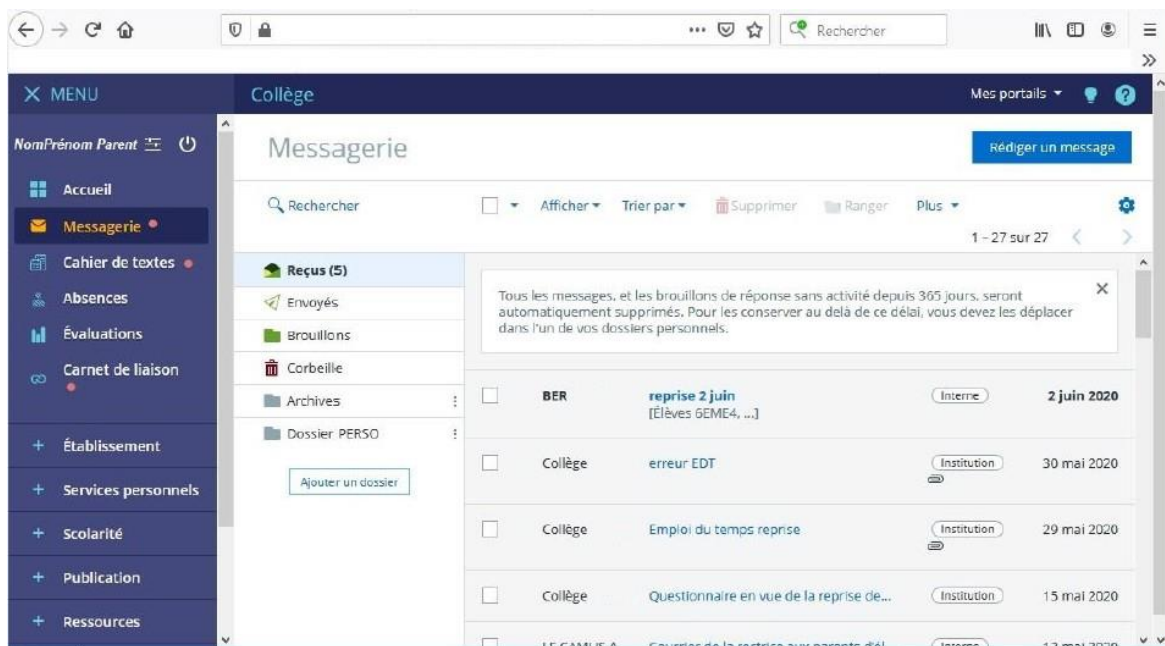 Rechercher
MENU
Collège
Mes portails
NomPrénom Parent
Messagerie
Rédiger un message
Accueil
Messagerie
Cahier de textes
Absences
Évaluations
Carnet de liaison
Établissement
Services personnels
Scolarité
Publication
Ressources
Rechercher
Afficher
Trier par
Supprimer
Ranger
Plus
1 - 27 sur 27
Reçus (5)
Envoyés
Brouillons
Corbeille
Archives
Dossier PERSO
Ajouter un dossier
Tous les messages, et les brouillons de réponse sans activité depuis 365 jours, seront
automatiquement supprimés. Pour les conserver au delà de ce délai, vous devez les déplacer
dans l'un de vos dossiers personnels.
BER reprise 2 juin Interne 2 juin 2020
[Élèves 6EME4, ...]
Collège erreur EDT Institution 30 mai 2020
Collège Emploi du temps reprise Institution 29 mai 2020
Collège Questionnaire en vue de la reprise de... Institution 15 mai 2020